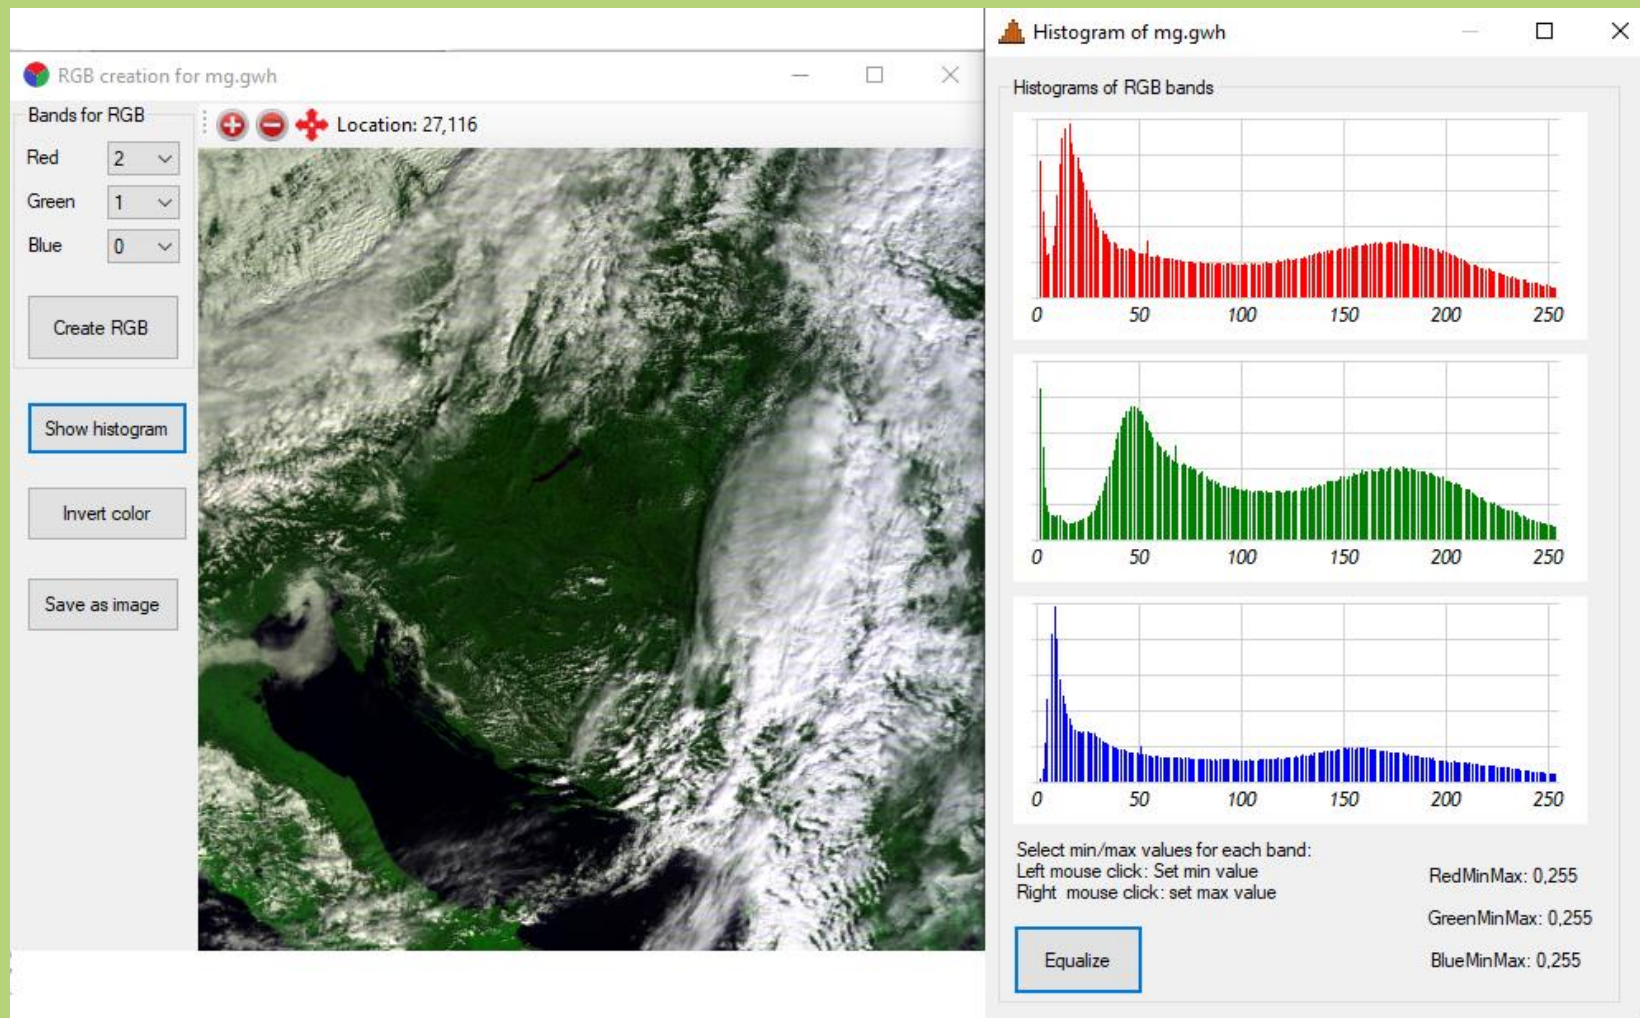 RGB creation for mg.gwh
Bands for RGB
Red 2
Green 1
Blue 0
Create RGB
Show histogram
Invert color
Save as image
Location: 27,116
Histogram of mg.gwh
Histograms of RGB bands
0 50 100 150 200 250
0 50 100 150 200 250
0 50 100 150 200 250
Select min/max values for each band:
Left mouse click: Set min value
Right mouse click: set max value
RedMinMax: 0,255
GreenMinMax: 0,255
BlueMinMax: 0,255
Equalize